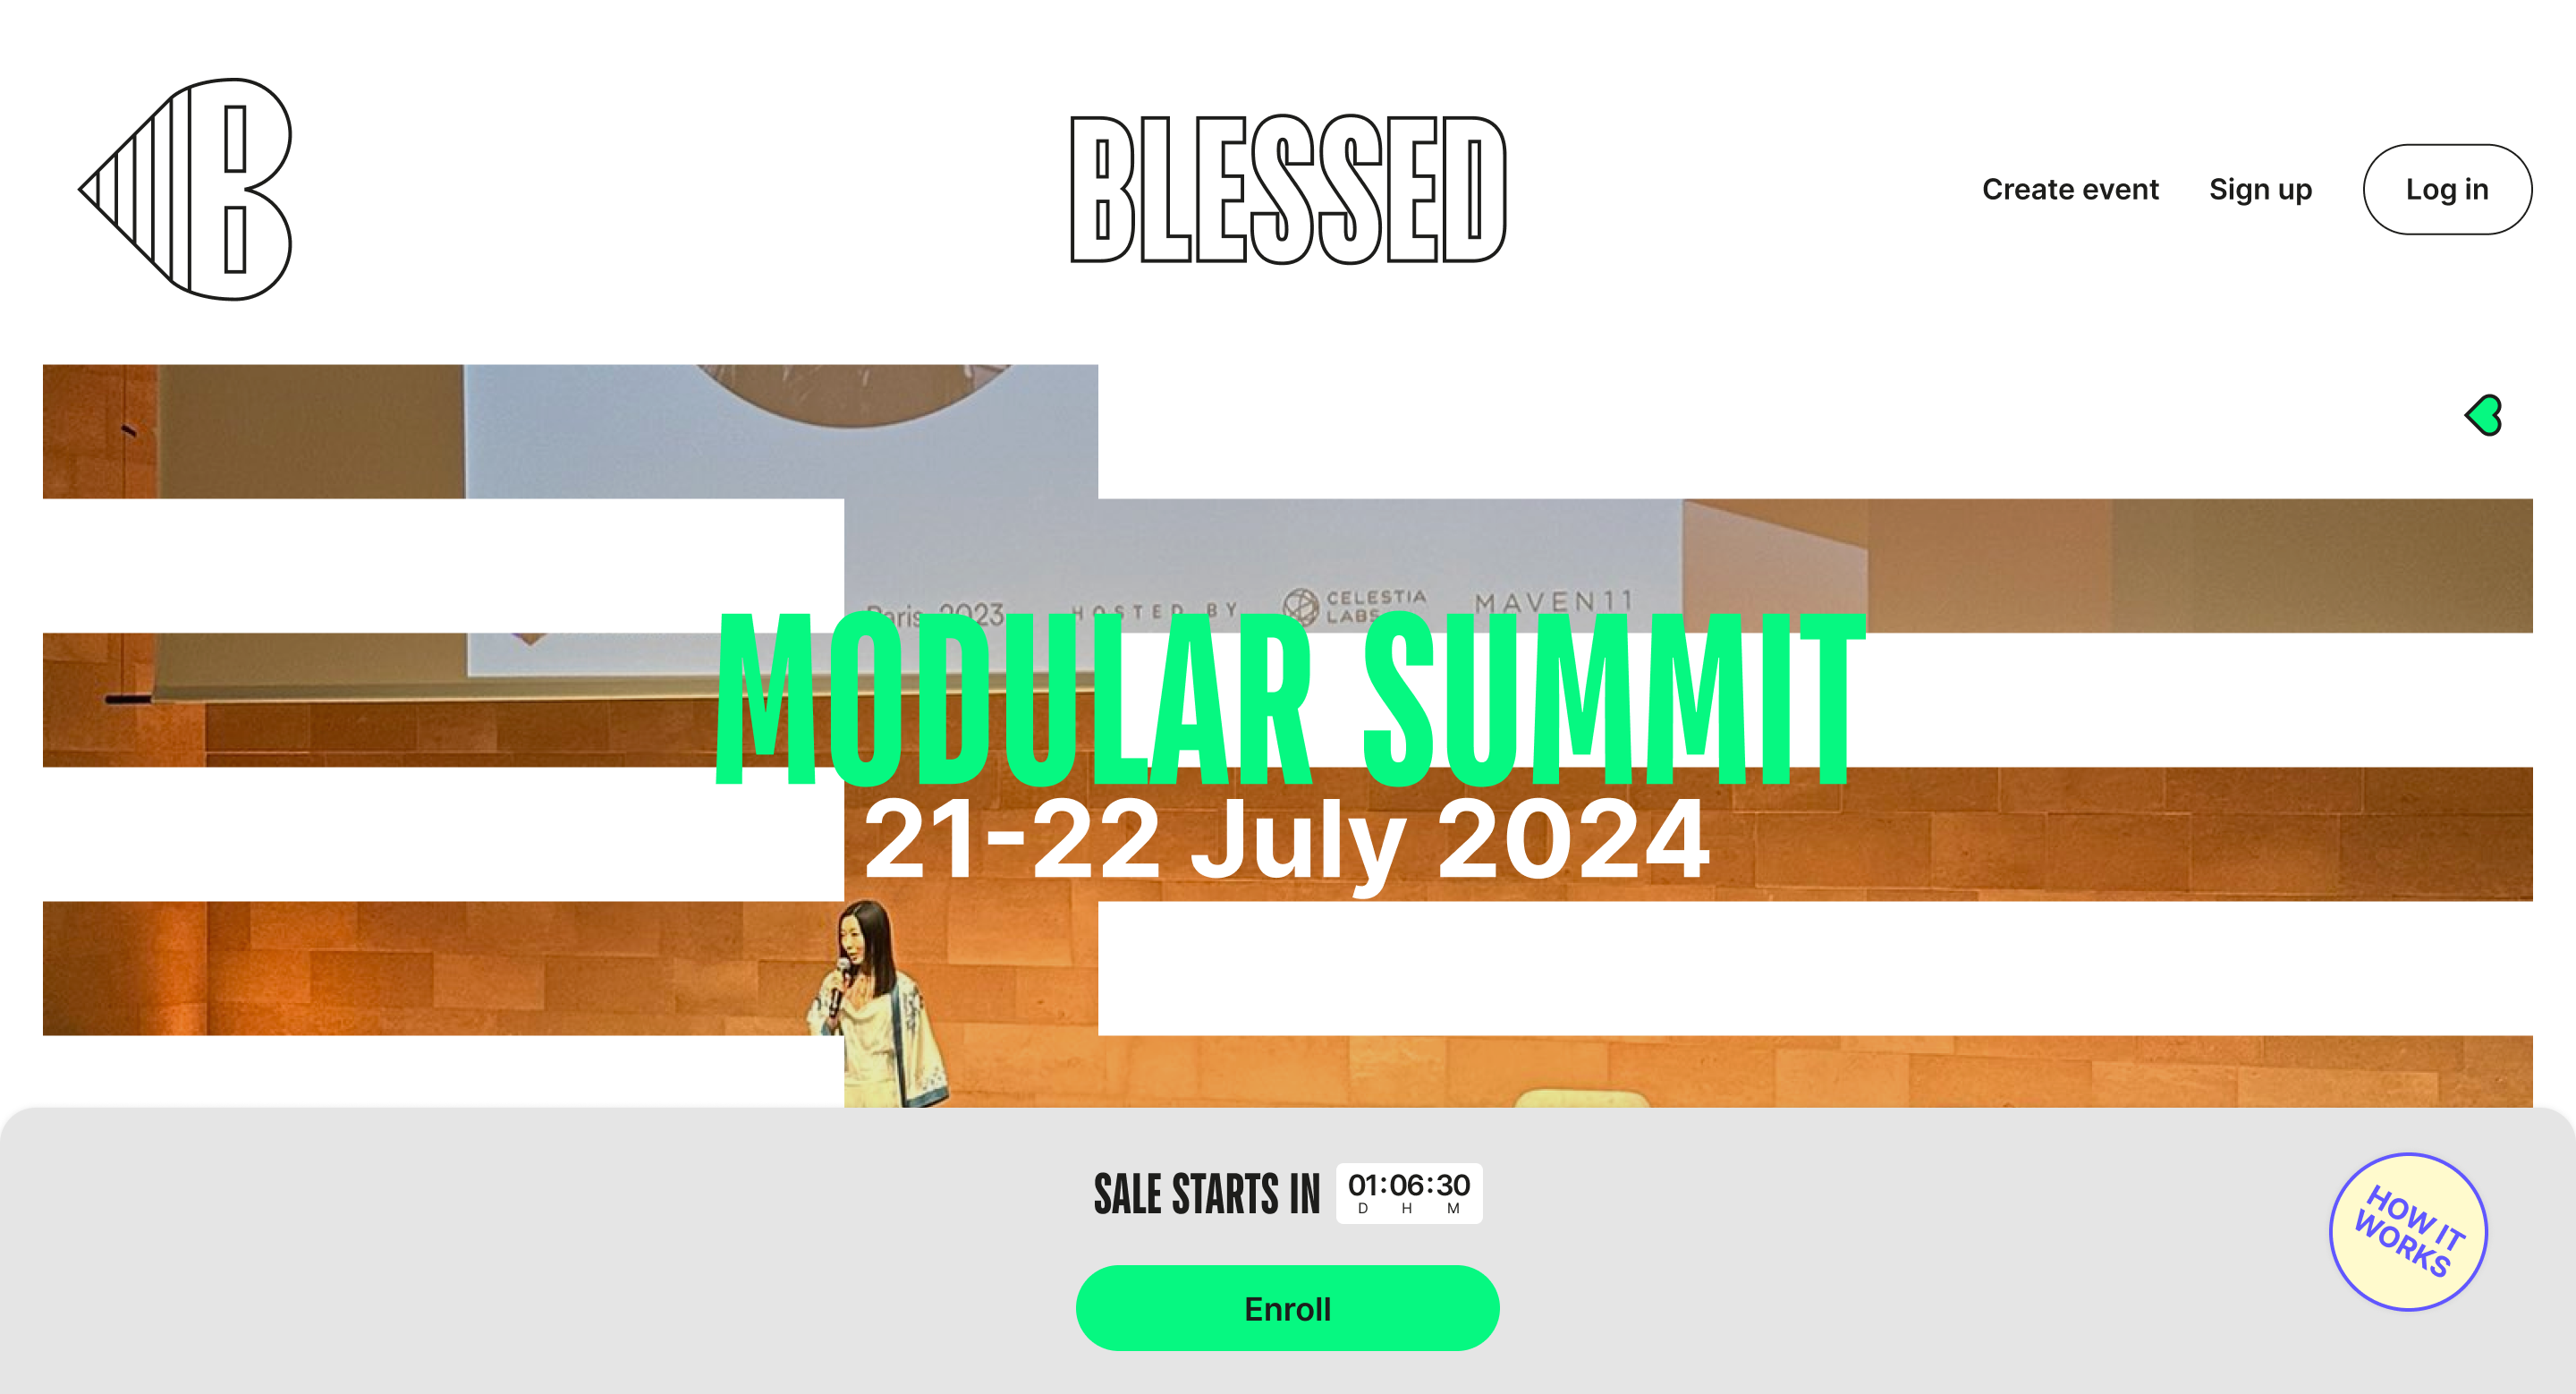 B
BLESSED
Create event
Sign up
Log in
Paris, 2023
HOSTED BY
CELESTIA
LABS
MAVEN11
MODULAR SUMMIT
21-22 July 2024
SALE STARTS IN
01:06:30
D H M
Enroll
HOW IT
WORKS